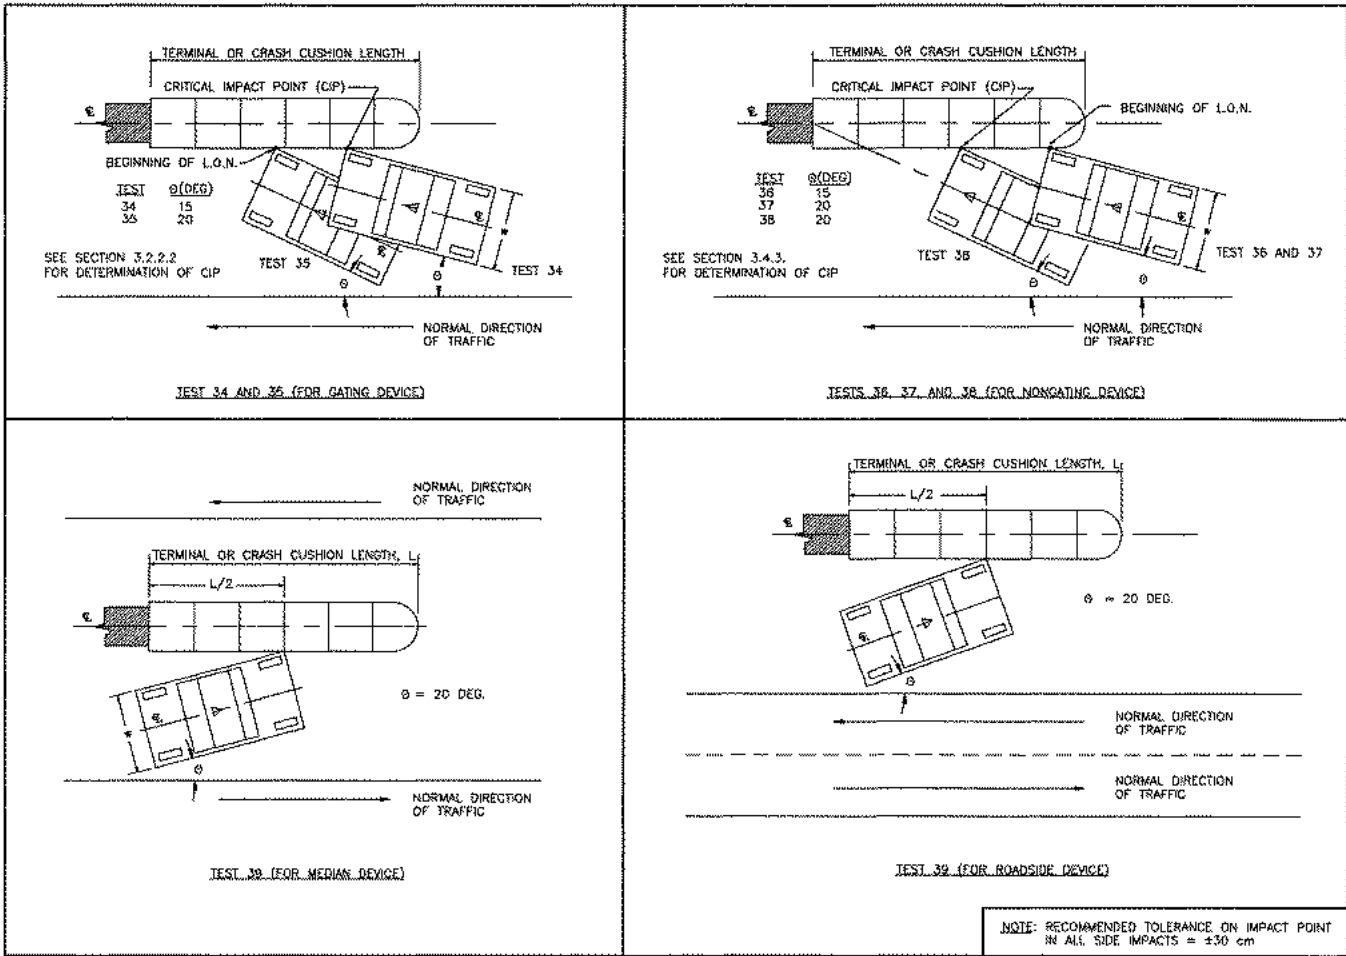 TERMINAL OR CRASH CUSHION LENGTH
CRITICAL IMPACT POINT (CIP)
℄
BEGINNING OF L.O.N.
TEST Θ(DEG)
34 15
35 20
℄
W
℄
SEE SECTION 3.2.2.2
FOR DETERMINATION OF CIP
TEST 35
TEST 34
Θ
Θ
NORMAL DIRECTION
OF TRAFFIC
TEST 34 AND 35 (FOR GATING DEVICE)
TERMINAL OR CRASH CUSHION LENGTH
CRITICAL IMPACT POINT (CIP)
BEGINNING OF L.O.N.
℄
TEST Θ(DEG)
36 15
37 20
38 20
℄
W
SEE SECTION 3.4.3.
FOR DETERMINATION OF CIP
TEST 38
TEST 36 AND 37
Θ
Θ
NORMAL DIRECTION
OF TRAFFIC
TESTS 36, 37, AND 38 (FOR NONGATING DEVICE)
NORMAL DIRECTION
OF TRAFFIC
TERMINAL OR CRASH CUSHION LENGTH, L
L/2
℄
Θ = 20 DEG.
℄
W
Θ
NORMAL DIRECTION
OF TRAFFIC
TEST 39 (FOR MEDIAN DEVICE)
TERMINAL OR CRASH CUSHION LENGTH, L
L/2
℄
Θ = 20 DEG.
℄
Θ
NORMAL DIRECTION
OF TRAFFIC
NORMAL DIRECTION
OF TRAFFIC
TEST 39 (FOR ROADSIDE DEVICE)
NOTE: RECOMMENDED TOLERANCE ON IMPACT POINT
IN ALL SIDE IMPACTS = ±30 cm